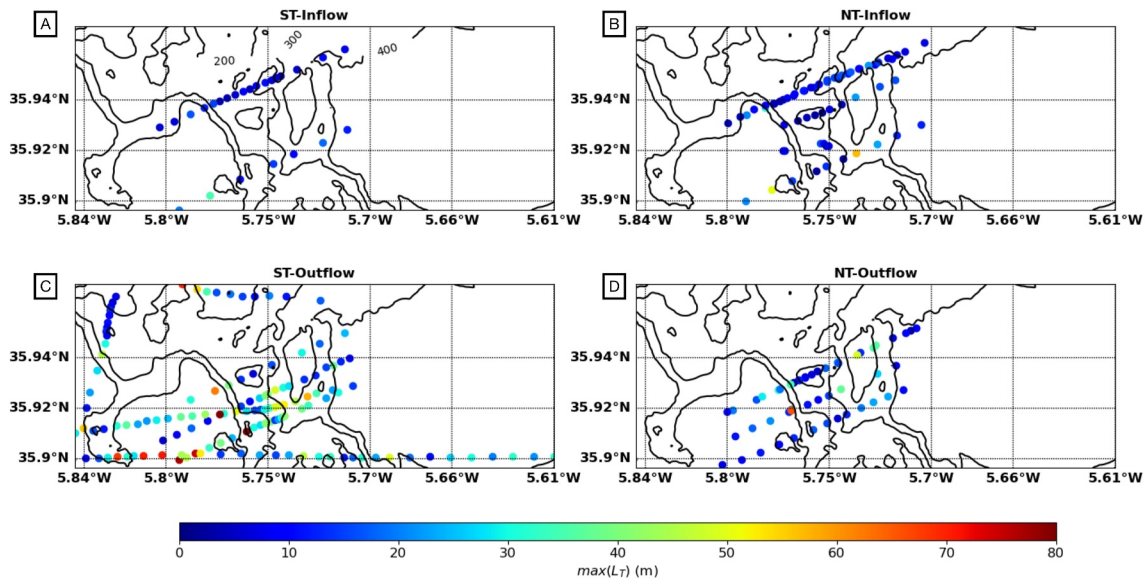 A ST-Inflow
B NT-Inflow
200 300 400
35.94°N
35.92°N
35.9°N
5.84°W 5.8°W 5.75°W 5.7°W 5.66°W 5.61°W
35.94°N
35.92°N
35.9°N
5.84°W 5.8°W 5.75°W 5.7°W 5.66°W 5.61°W
C ST-Outflow
D NT-Outflow
35.94°N
35.92°N
35.9°N
5.84°W 5.8°W 5.75°W 5.7°W 5.66°W 5.61°W
35.94°N
35.92°N
35.9°N
5.84°W 5.8°W 5.75°W 5.7°W 5.66°W 5.61°W
0 10 20 30 40 50 60 70 80
max(L_T) (m)